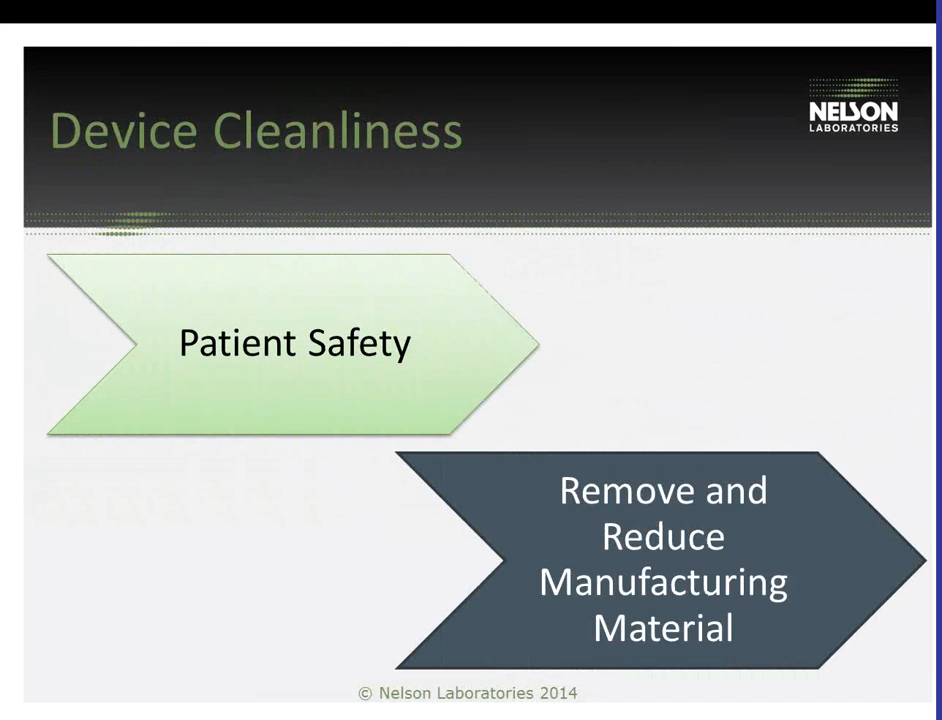 Device Cleanliness
NELSON
LABORATORIES
Patient Safety
Remove and
Reduce
Manufacturing
Material
© Nelson Laboratories 2014